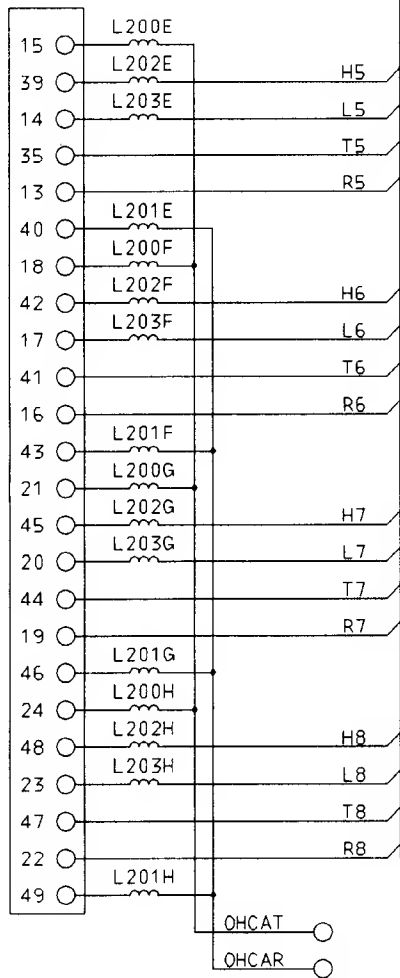 15 L200E
39 L202E H5
14 L203E L5
35 T5
13 R5
40 L201E
18 L200F
42 L202F H6
17 L203F L6
41 T6
16 R6
43 L201F
21 L200G
45 L202G H7
20 L203G L7
44 T7
19 R7
46 L201G
24 L200H
48 L202H H8
23 L203H L8
47 T8
22 R8
49 L201H
OHCAT
OHCAR